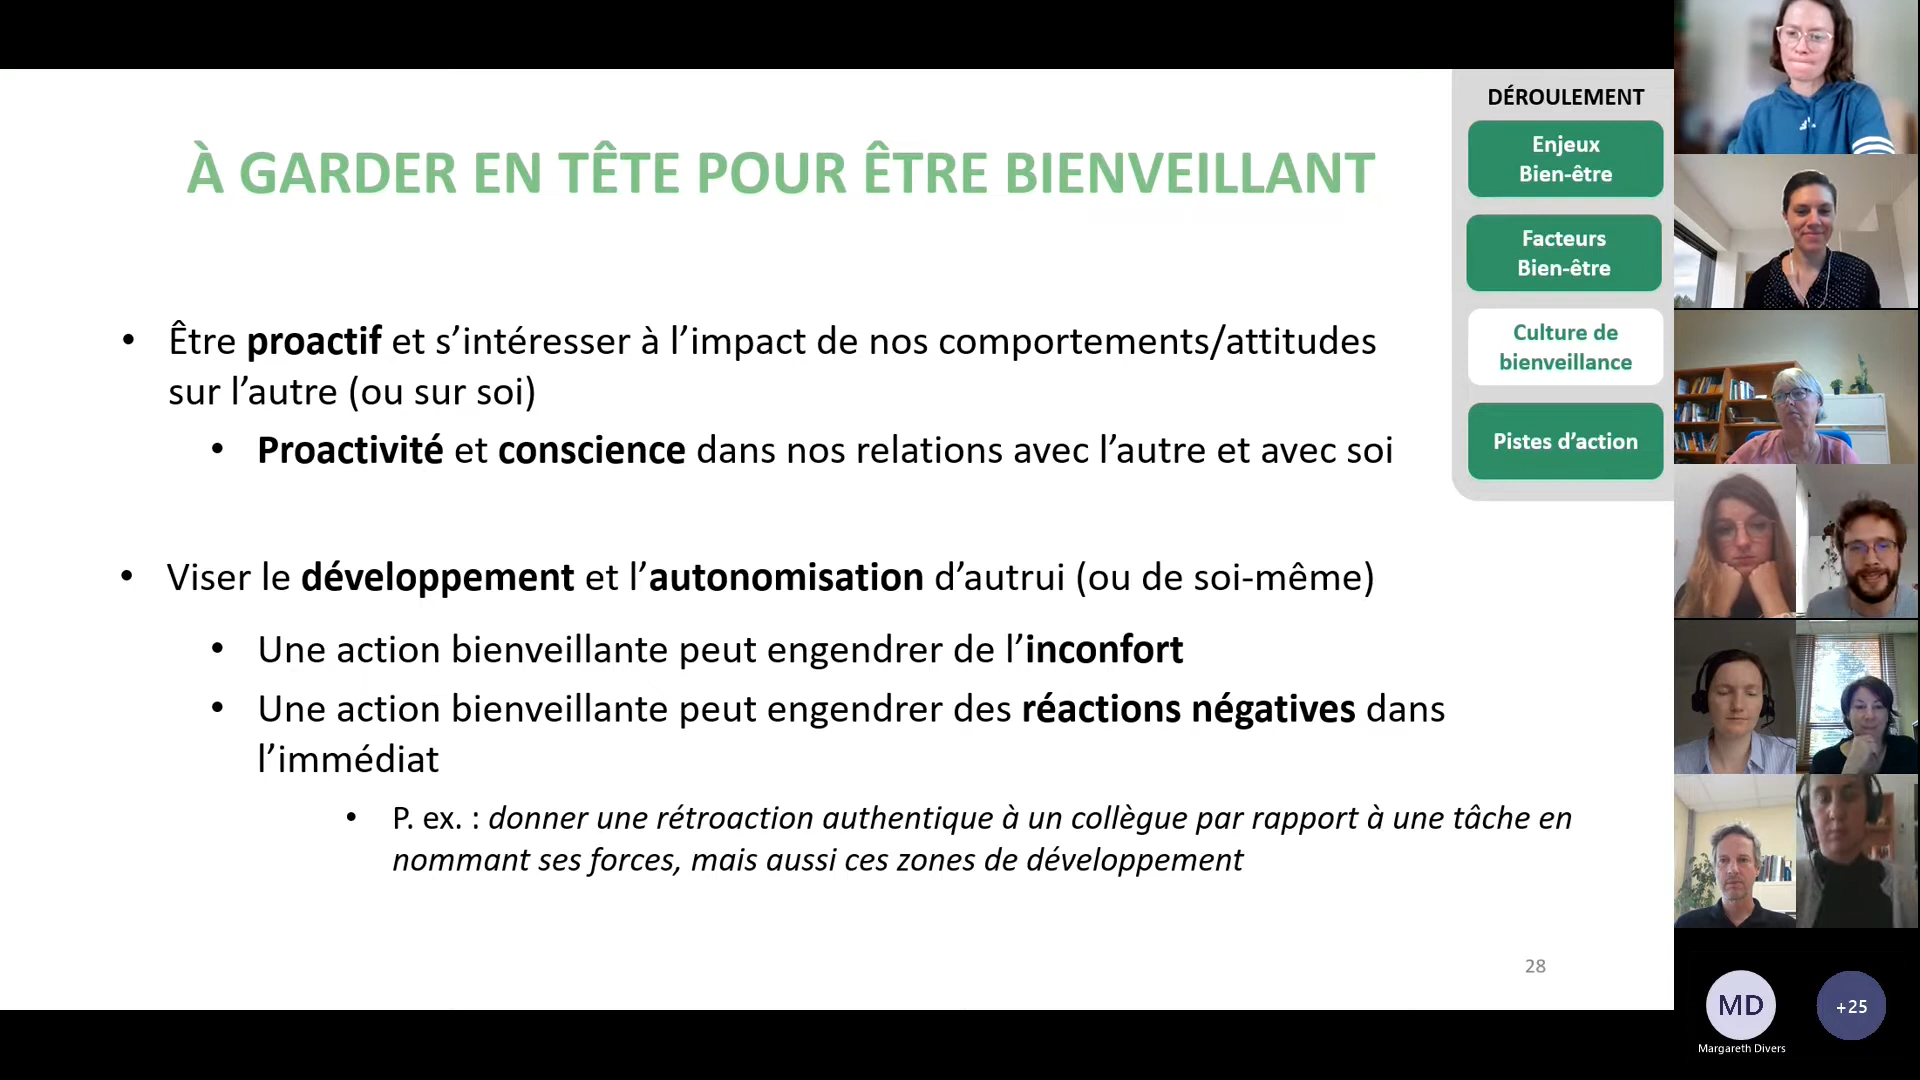 À GARDER EN TÊTE POUR ÊTRE BIENVEILLANT
• Être proactif et s’intéresser à l’impact de nos comportements/attitudes
sur l’autre (ou sur soi)
• Proactivité et conscience dans nos relations avec l’autre et avec soi
• Viser le développement et l’autonomisation d’autrui (ou de soi-même)
• Une action bienveillante peut engendrer de l’inconfort
• Une action bienveillante peut engendrer des réactions négatives dans
l’immédiat
• P. ex. : donner une rétroaction authentique à un collègue par rapport à une tâche en
nommant ses forces, mais aussi ces zones de développement
28
DÉROULEMENT
Enjeux
Bien-être
Facteurs
Bien-être
Culture de
bienveillance
Pistes d’action
MD
Margareth Divers
+25